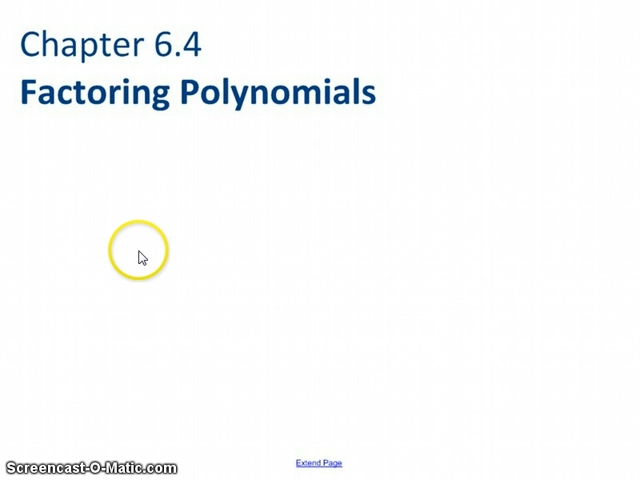 Chapter 6.4
Factoring Polynomials
Extend Page
Screencast-O-Matic.com